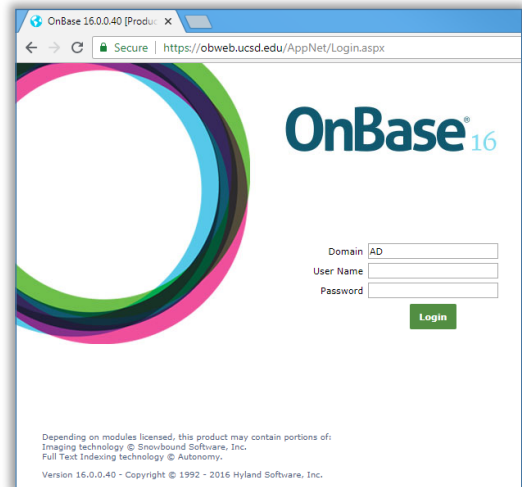 OnBase 16.0.0.40 [Produc
Secure | https://obweb.ucsd.edu/AppNet/Login.aspx
OnBase® 16
Domain AD
User Name
Password
Login
Depending on modules licensed, this product may contain portions of:
Imaging technology © Snowbound Software, Inc.
Full Text Indexing technology © Autonomy.
Version 16.0.0.40 - Copyright © 1992 - 2016 Hyland Software, Inc.